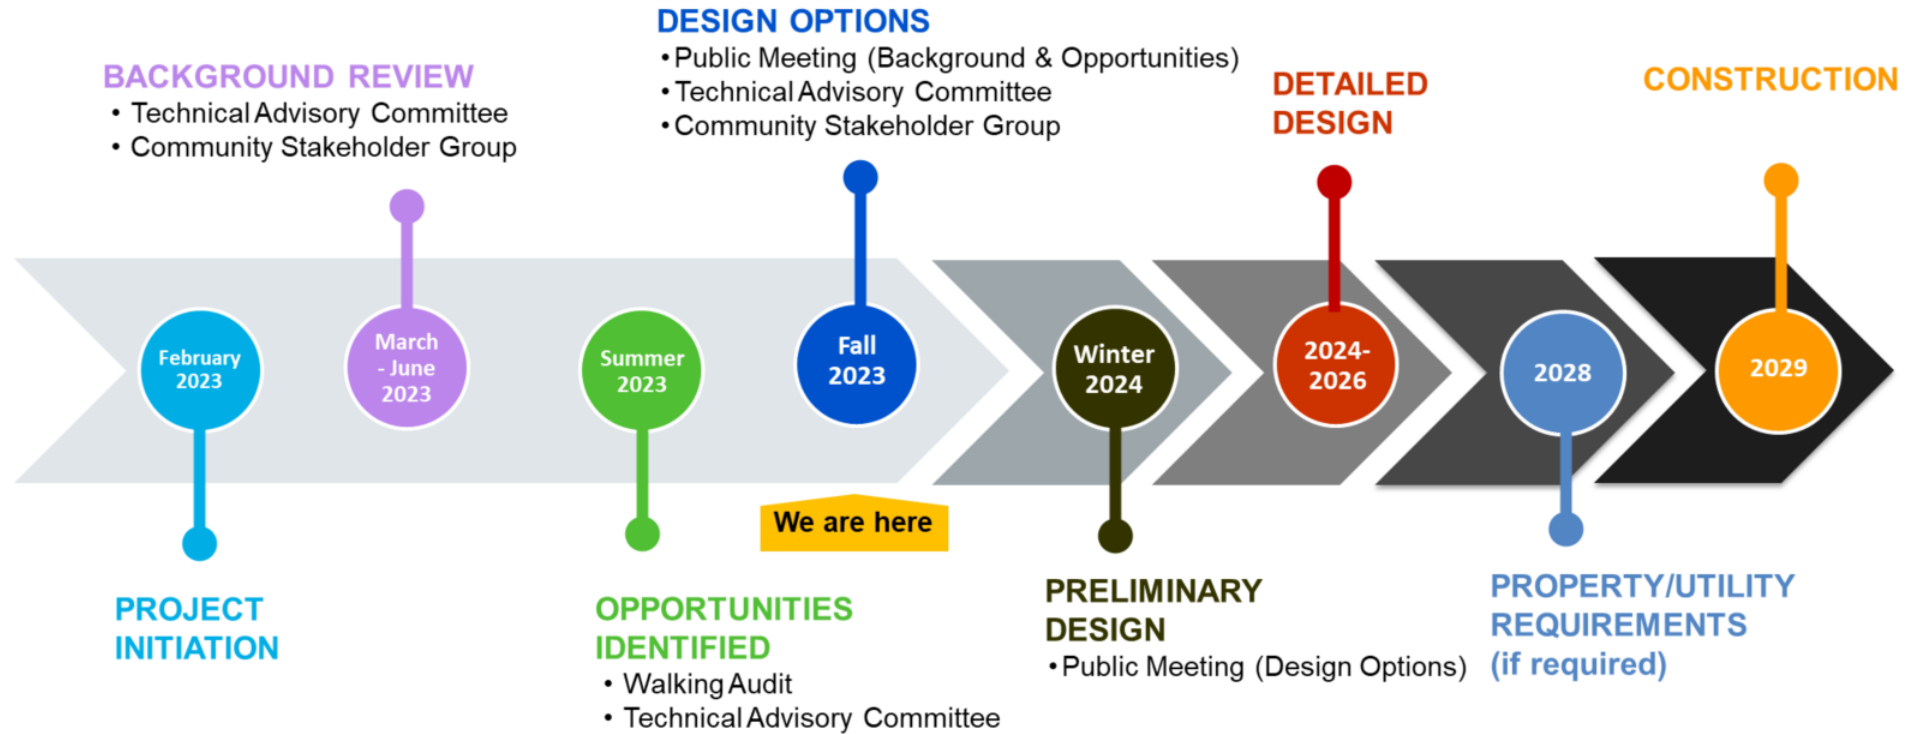 BACKGROUND REVIEW
• Technical Advisory Committee
• Community Stakeholder Group
DESIGN OPTIONS
• Public Meeting (Background & Opportunities)
• Technical Advisory Committee
• Community Stakeholder Group
DETAILED
DESIGN
CONSTRUCTION
February
2023
March
- June
2023
Summer
2023
Fall
2023
Winter
2024
2024-
2026
2028
2029
We are here
PROJECT
INITIATION
OPPORTUNITIES
IDENTIFIED
• Walking Audit
• Technical Advisory Committee
PRELIMINARY
DESIGN
• Public Meeting (Design Options)
PROPERTY/UTILITY
REQUIREMENTS
(if required)